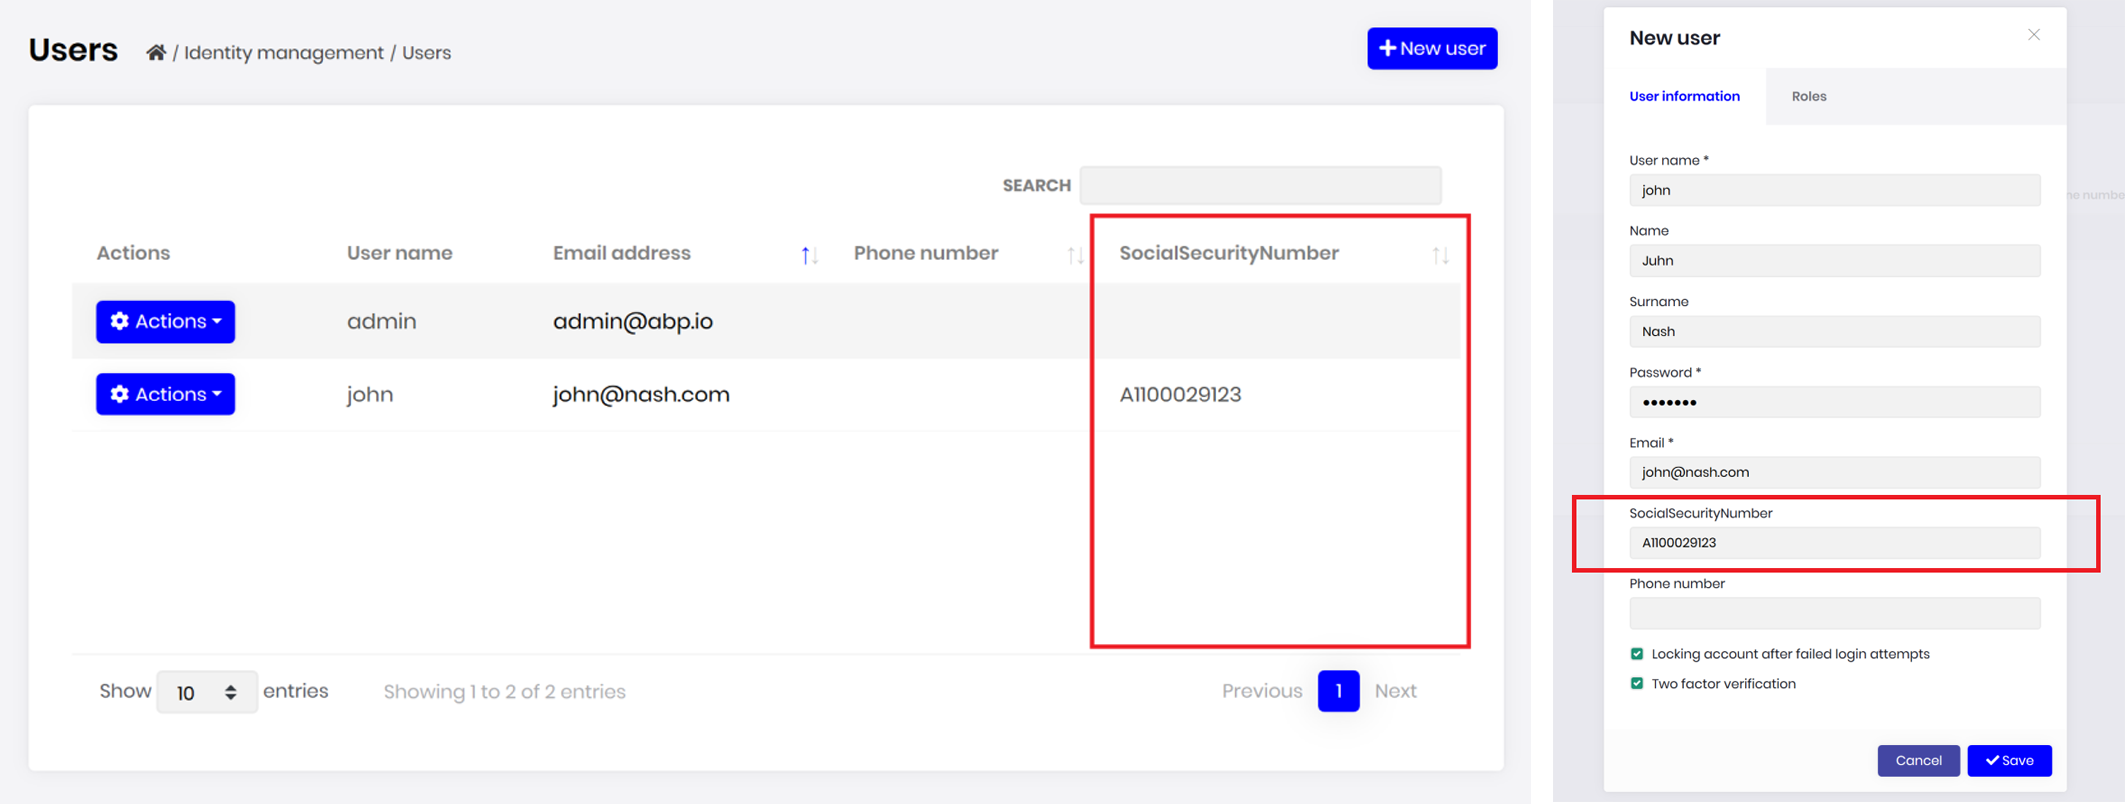 Users / Identity management / Users
New user
SEARCH
Actions User name Email address Phone number SocialSecurityNumber
Actions admin admin@abp.io
Actions john john@nash.com A1100029123
Show 10 entries Showing 1 to 2 of 2 entries Previous 1 Next
New user
User information Roles
User name *
john
Name
Juhn
Surname
Nash
Password *
•••••••
Email *
john@nash.com
SocialSecurityNumber
A1100029123
Phone number
Locking account after failed login attempts
Two factor verification
Cancel Save